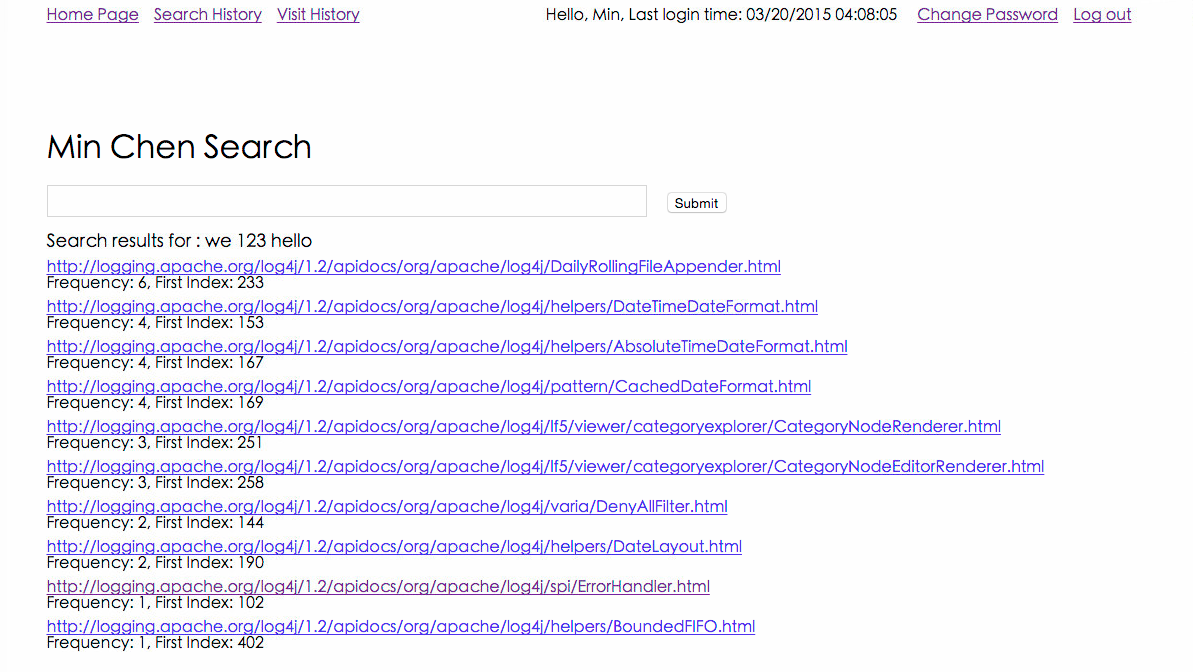 Home Page Search History Visit History Hello, Min, Last login time: 03/20/2015 04:08:05 Change Password Log out
Min Chen Search
Submit
Search results for : we 123 hello
http://logging.apache.org/log4j/1.2/apidocs/org/apache/log4j/DailyRollingFileAppender.html
Frequency: 6, First Index: 233
http://logging.apache.org/log4j/1.2/apidocs/org/apache/log4j/helpers/DateTimeDateFormat.html
Frequency: 4, First Index: 153
http://logging.apache.org/log4j/1.2/apidocs/org/apache/log4j/helpers/AbsoluteTimeDateFormat.html
Frequency: 4, First Index: 167
http://logging.apache.org/log4j/1.2/apidocs/org/apache/log4j/pattern/CachedDateFormat.html
Frequency: 4, First Index: 169
http://logging.apache.org/log4j/1.2/apidocs/org/apache/log4j/lf5/viewer/categoryexplorer/CategoryNodeRenderer.html
Frequency: 3, First Index: 251
http://logging.apache.org/log4j/1.2/apidocs/org/apache/log4j/lf5/viewer/categoryexplorer/CategoryNodeEditorRenderer.html
Frequency: 3, First Index: 258
http://logging.apache.org/log4j/1.2/apidocs/org/apache/log4j/varia/DenyAllFilter.html
Frequency: 2, First Index: 144
http://logging.apache.org/log4j/1.2/apidocs/org/apache/log4j/helpers/DateLayout.html
Frequency: 2, First Index: 190
http://logging.apache.org/log4j/1.2/apidocs/org/apache/log4j/spi/ErrorHandler.html
Frequency: 1, First Index: 102
http://logging.apache.org/log4j/1.2/apidocs/org/apache/log4j/helpers/BoundedFIFO.html
Frequency: 1, First Index: 402